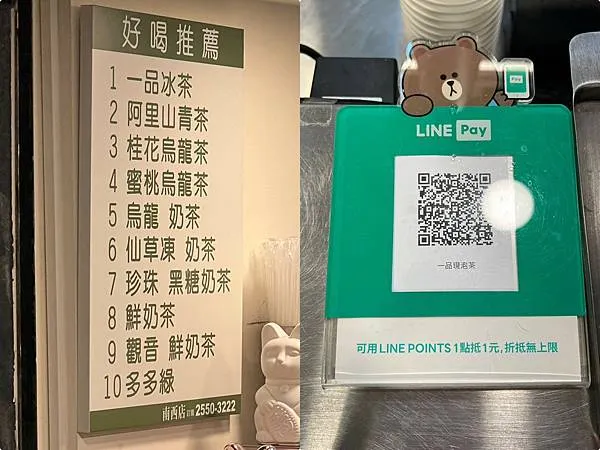 好喝推薦
1 一品冰茶
2 阿里山青茶
3 桂花烏龍茶
4 蜜桃烏龍茶
5 烏龍 奶茶
6 仙草凍 奶茶
7 珍珠 黑糖奶茶
8 鮮奶茶
9 觀音 鮮奶茶
10 多多綠
南西店 訂購 2550-3222
Pay
LINE Pay
一品現泡茶
可用 LINE POINTS 1點抵1元, 折抵無上限